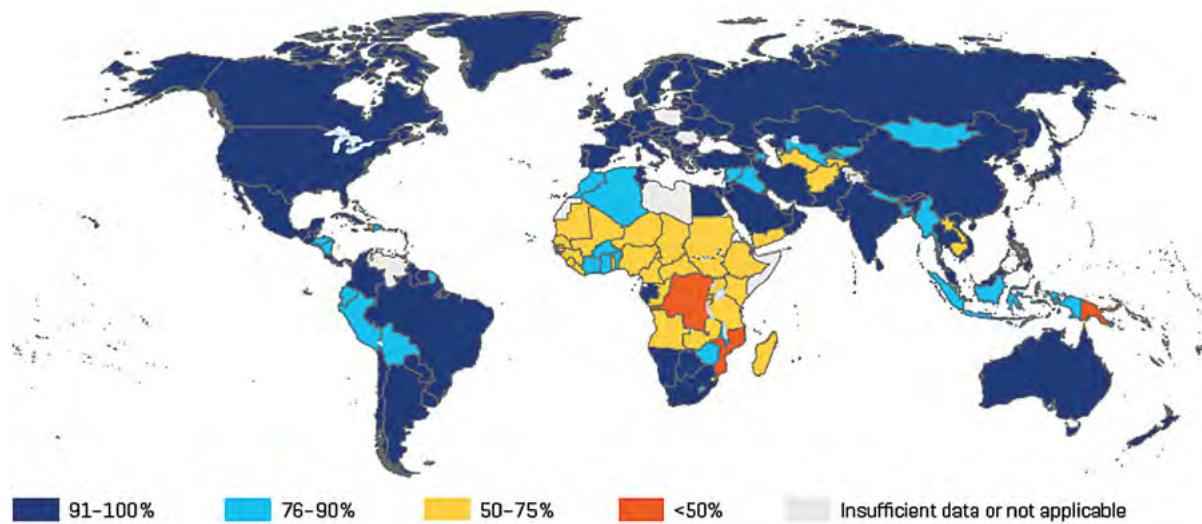 91–100%
76–90%
50–75%
<50%
Insufficient data or not applicable